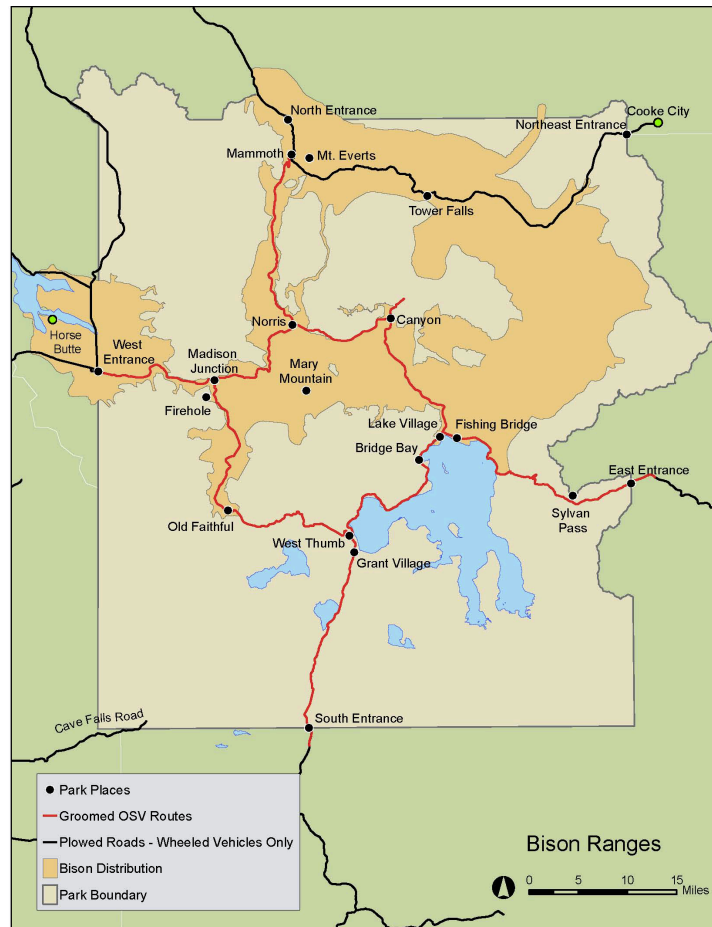 North Entrance
Cooke City
Northeast Entrance
Mammoth
Mt. Everts
Tower Falls
Norris
Canyon
Horse
Butte
West
Entrance
Madison
Junction
Mary
Mountain
Firehole
Lake Village
Fishing Bridge
Bridge Bay
East Entrance
Sylvan
Pass
Old Faithful
West Thumb
Grant Village
South Entrance
Cave Falls Road
Park Places
Groomed OSV Routes
Plowed Roads - Wheeled Vehicles Only
Bison Distribution
Park Boundary
Bison Ranges
0 5 10 15
Miles